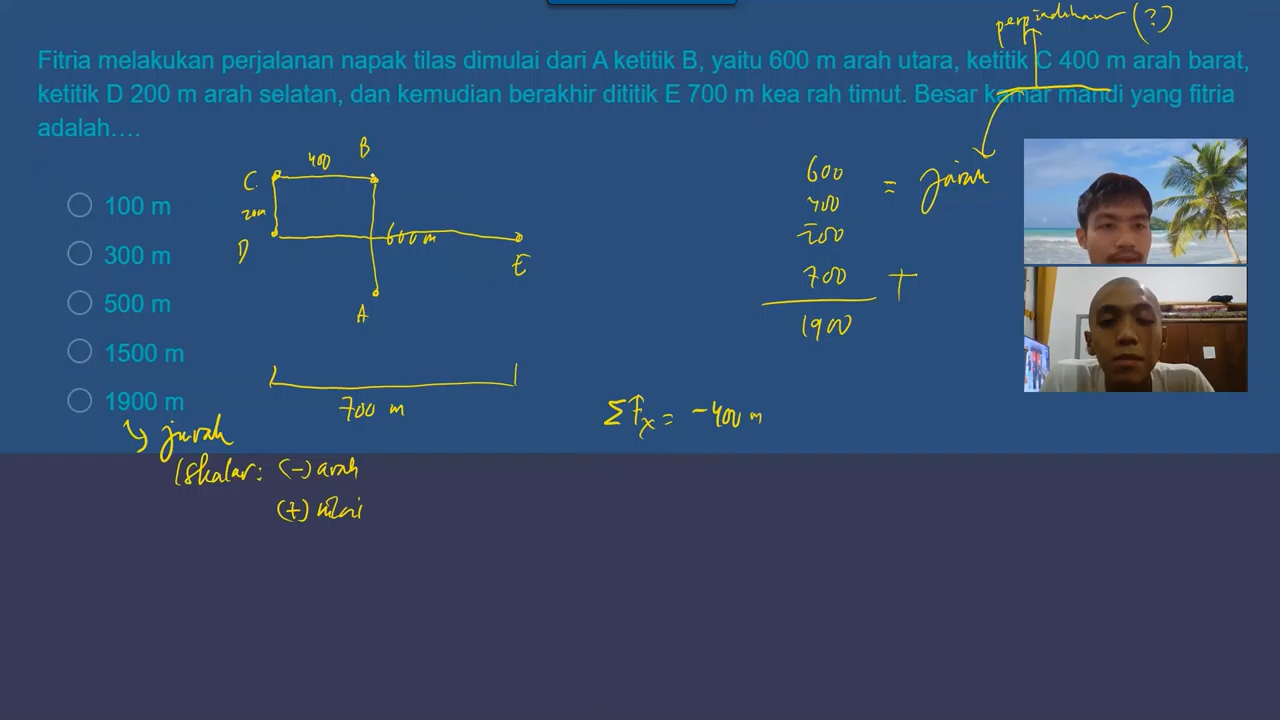 perpindahan (?)
Fitria melakukan perjalanan napak tilas dimulai dari A ketitik B, yaitu 600 m arah utara, ketitik C 400 m arah barat,
ketitik D 200 m arah selatan, dan kemudian berakhir dititik E 700 m kea rah timut. Besar kamar mandi yang fitria
adalah....
100 m
300 m
500 m
1500 m
1900 m
C
400
B
200
D
600 m
E
A
700 m
600
400
200
700 +
1900
= Jarak
ΣFx = -400 m
↳ jarak
(skalar: (-) arah
(+) nilai